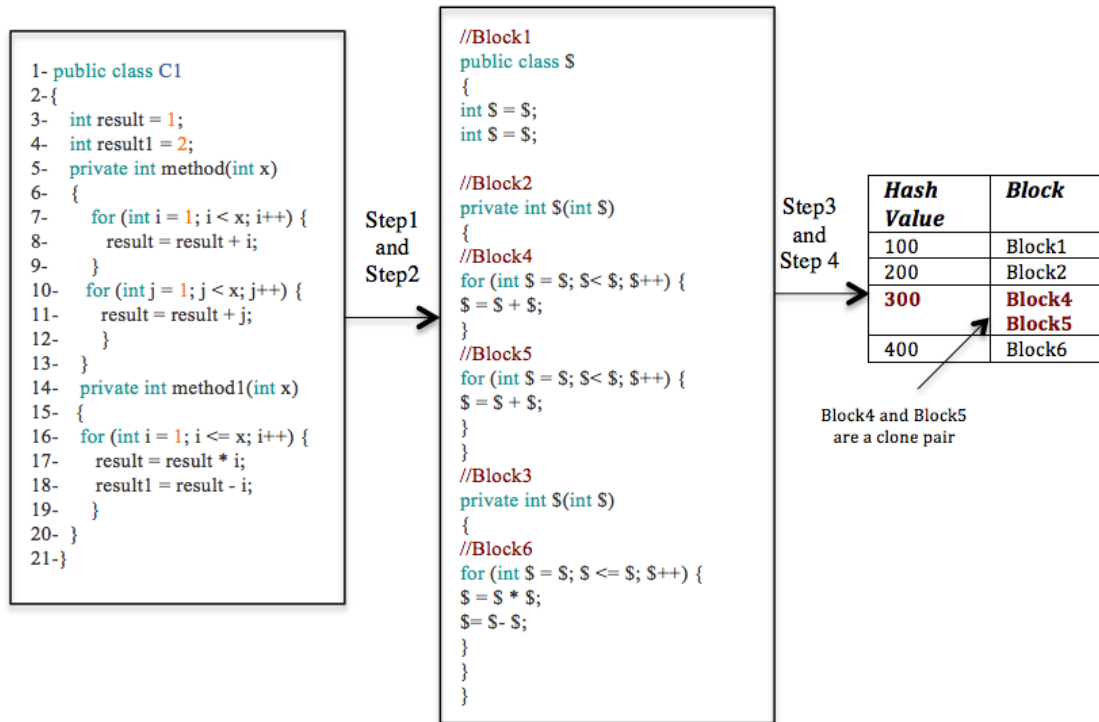 1- public class C1
2-{
3- int result = 1;
4- int result1 = 2;
5- private int method(int x)
6- {
7- for (int i = 1; i < x; i++) {
8- result = result + i;
9- }
10- for (int j = 1; j < x; j++) {
11- result = result + j;
12- }
13- }
14- private int method1(int x)
15- {
16- for (int i = 1; i <= x; i++) {
17- result = result * i;
18- result1 = result - i;
19- }
20- }
21-}
Step1
and
Step2
//Block1
public class $
{
int $ = $;
int $ = $;
//Block2
private int $(int $)
{
//Block4
for (int $ = $; $< $; $++) {
$ = $ + $;
}
//Block5
for (int $ = $; $< $; $++) {
$ = $ + $;
}
}
//Block3
private int $(int $)
{
//Block6
for (int $ = $; $ <= $; $++) {
$ = $ * $;
$= $- $;
}
}
}
Step3
and
Step 4
Hash Block
Value
100 Block1
200 Block2
300 Block4
Block5
400 Block6
Block4 and Block5
are a clone pair